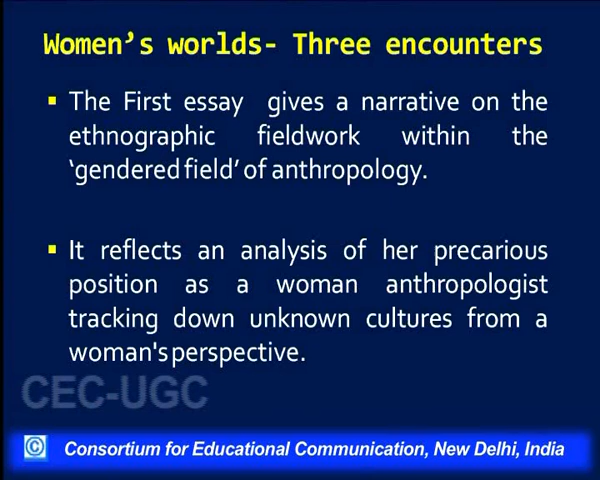 Women's worlds- Three encounters
▪ The First essay gives a narrative on the
ethnographic fieldwork within the
'gendered field' of anthropology.
▪ It reflects an analysis of her precarious
position as a woman anthropologist
tracking down unknown cultures from a
woman's perspective.
CEC-UGC
© Consortium for Educational Communication, New Delhi, India